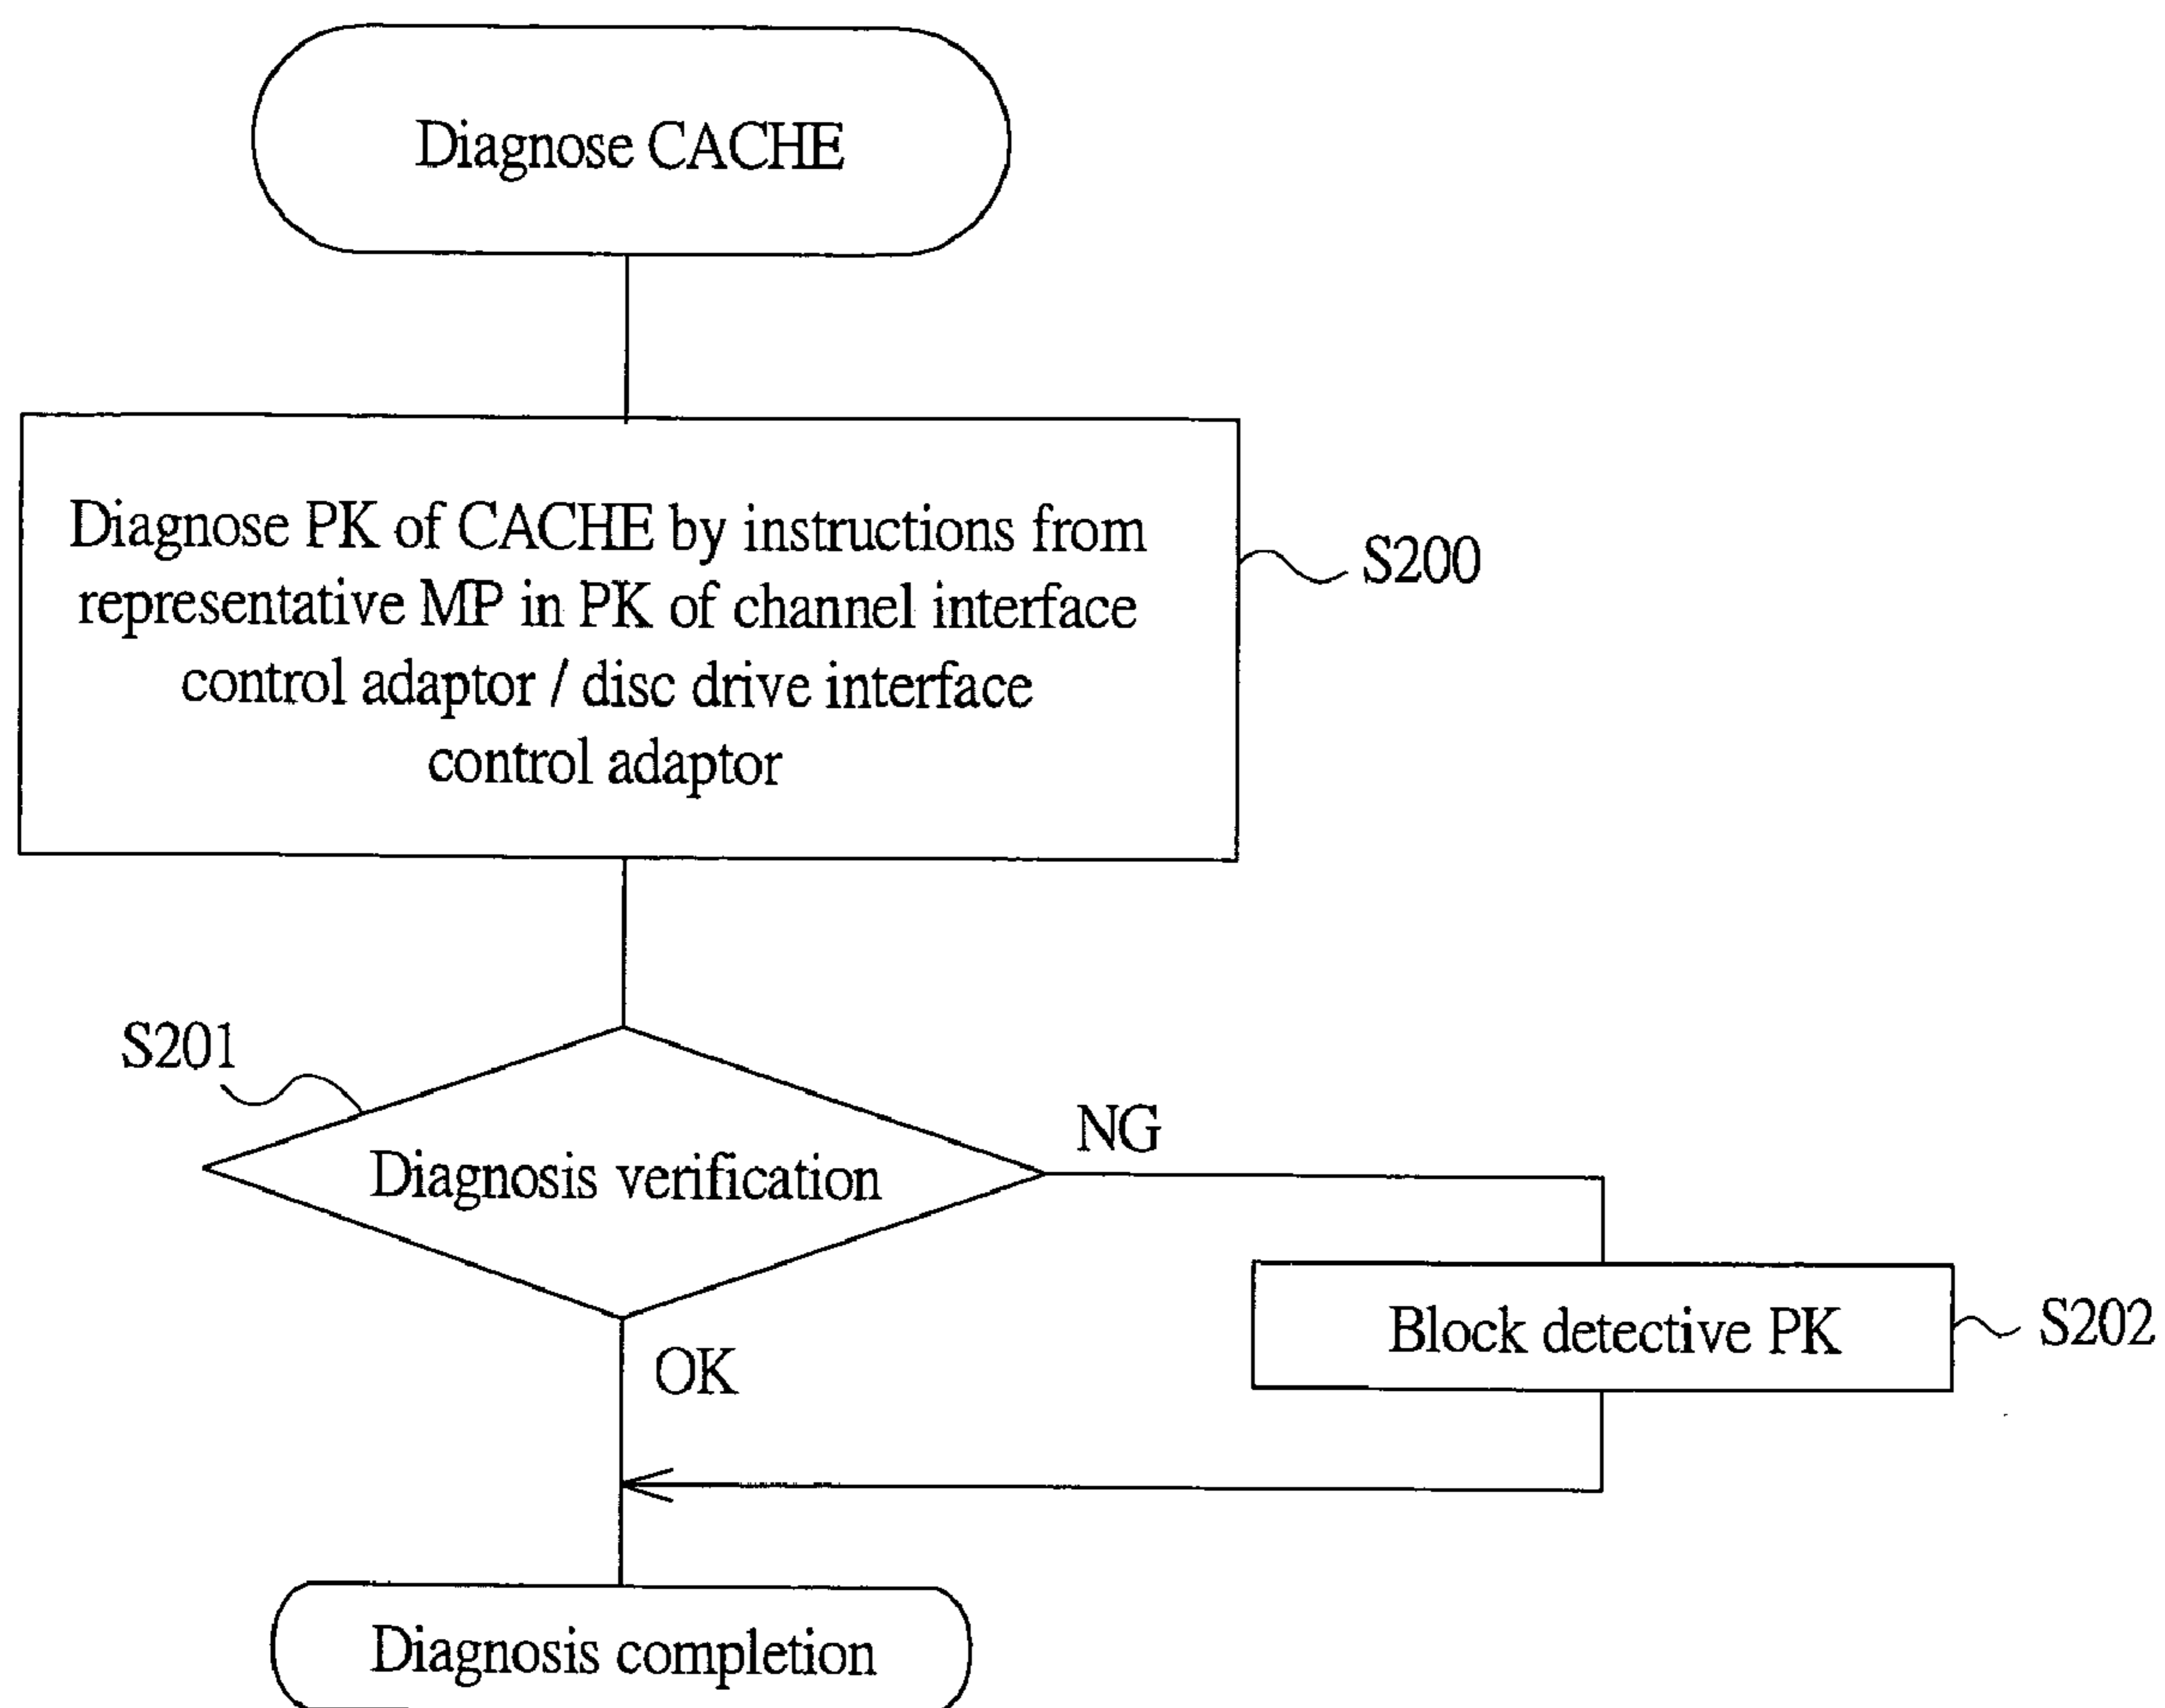 Diagnose CACHE
Diagnose PK of CACHE by instructions from
representative MP in PK of channel interface
control adaptor / disc drive interface
control adaptor
S200
S201
Diagnosis verification
NG
OK
Block detective PK
S202
Diagnosis completion